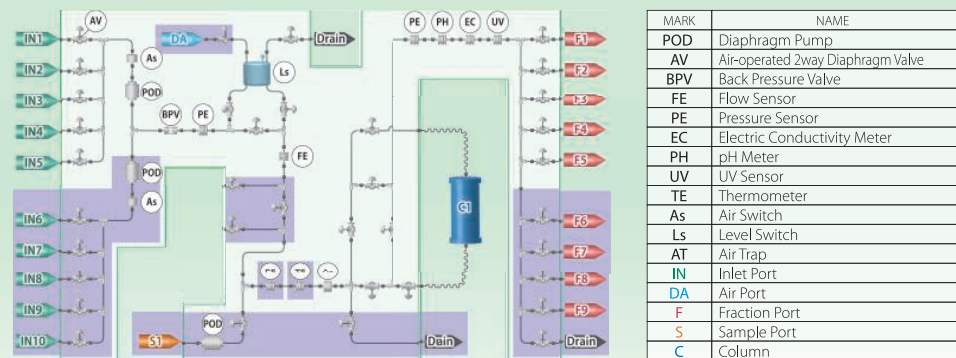 AV
IN1
IN2
IN3
IN4
IN5
IN6
IN7
IN8
IN9
IN10
As
POD
POD
As
DA
Drain
Ls
BPV
PE
FE
S1
POD
Dain
PE
PH
EC
UV
C1
F1
F2
F3
F4
F5
F6
F7
F8
F9
Drain
MARK NAME
POD Diaphragm Pump
AV Air-operated 2way Diaphragm Valve
BPV Back Pressure Valve
FE Flow Sensor
PE Pressure Sensor
EC Electric Conductivity Meter
PH pH Meter
UV UV Sensor
TE Thermometer
As Air Switch
Ls Level Switch
AT Air Trap
IN Inlet Port
DA Air Port
F Fraction Port
S Sample Port
C Column